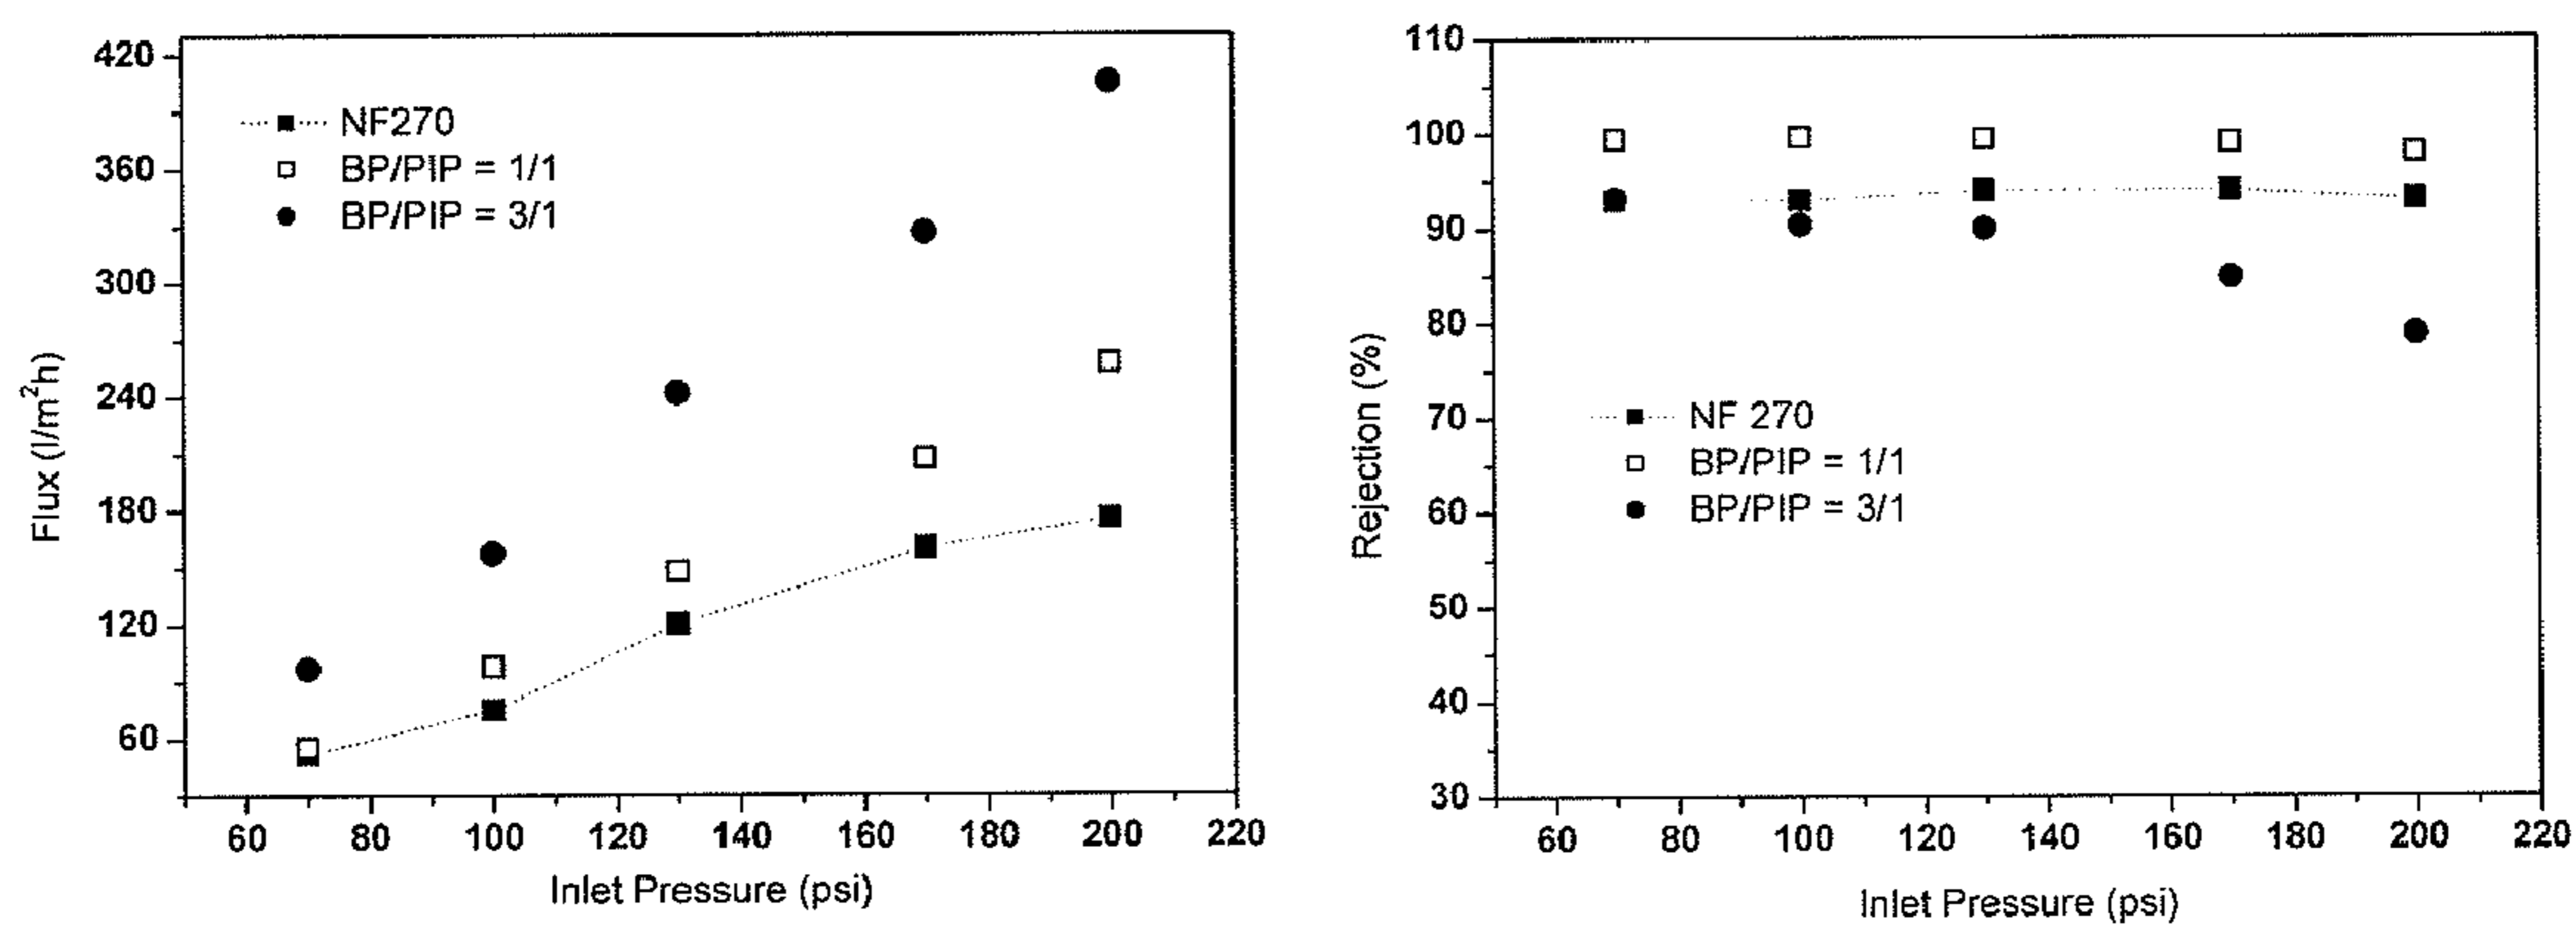 420
360
300
240
180
120
60
Flux (l/m²h)
NF270
BP/PIP = 1/1
BP/PIP = 3/1
60 80 100 120 140 160 180 200 220
Inlet Pressure (psi)
110
100
90
80
70
60
50
40
30
Rejection (%)
NF 270
BP/PIP = 1/1
BP/PIP = 3/1
60 80 100 120 140 160 180 200 220
Inlet Pressure (psi)